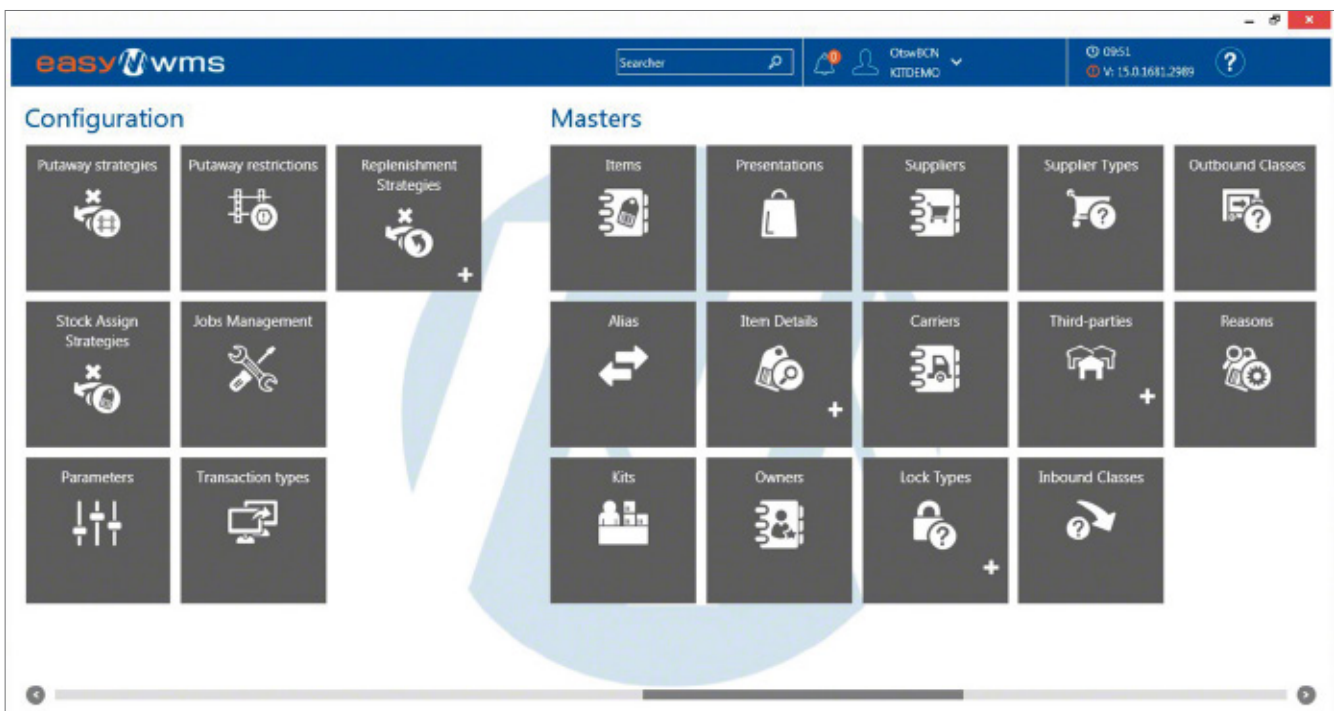 easy wms
Searcher
0
OtswBCN
KITDEMO
09:51
V: 15.0.1681.2989
?
Configuration
Masters
Putaway strategies
Putaway restrictions
Replenishment
Strategies
Items
Presentations
Suppliers
Supplier Types
Outbound Classes
Stock Assign
Strategies
Jobs Management
Alias
Item Details
Carriers
Third-parties
Reasons
Parameters
Transaction types
Kits
Owners
Lock Types
Inbound Classes